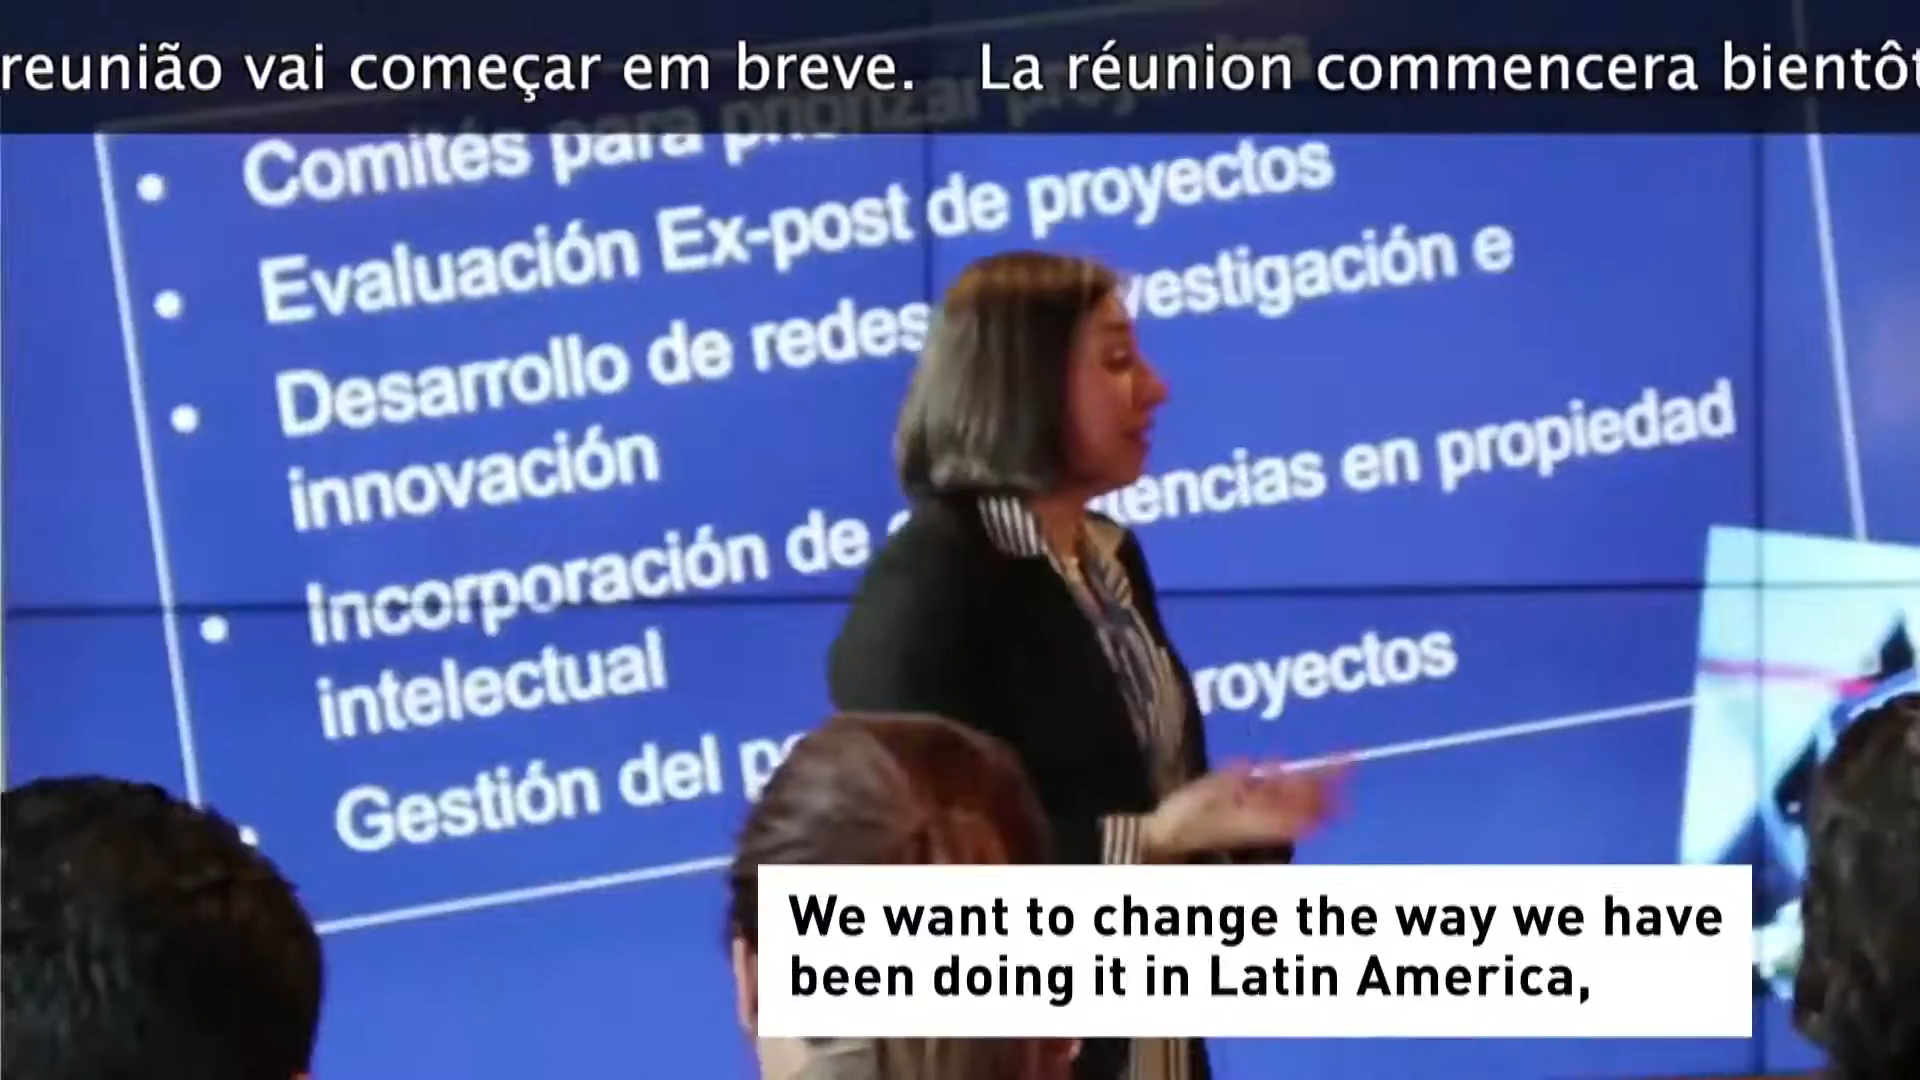 reunião vai começar em breve. La réunion commencera bientôt
Comités para priorizar proyectos
Evaluación Ex-post de proyectos
Desarrollo de redes vestigación e
innovación
Incorporación de tencias en propiedad
intelectual
Gestión del royectos
We want to change the way we have
been doing it in Latin America,